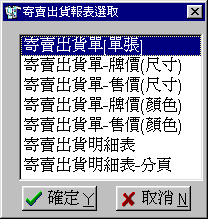 寄賣出貨報表選取
寄賣出貨單[單張]
寄賣出貨單-牌價(尺寸)
寄賣出貨單-售價(尺寸)
寄賣出貨單-牌價(顏色)
寄賣出貨單-售價(顏色)
寄賣出貨明細表
寄賣出貨明細表-分頁
確定 Y 取消 N